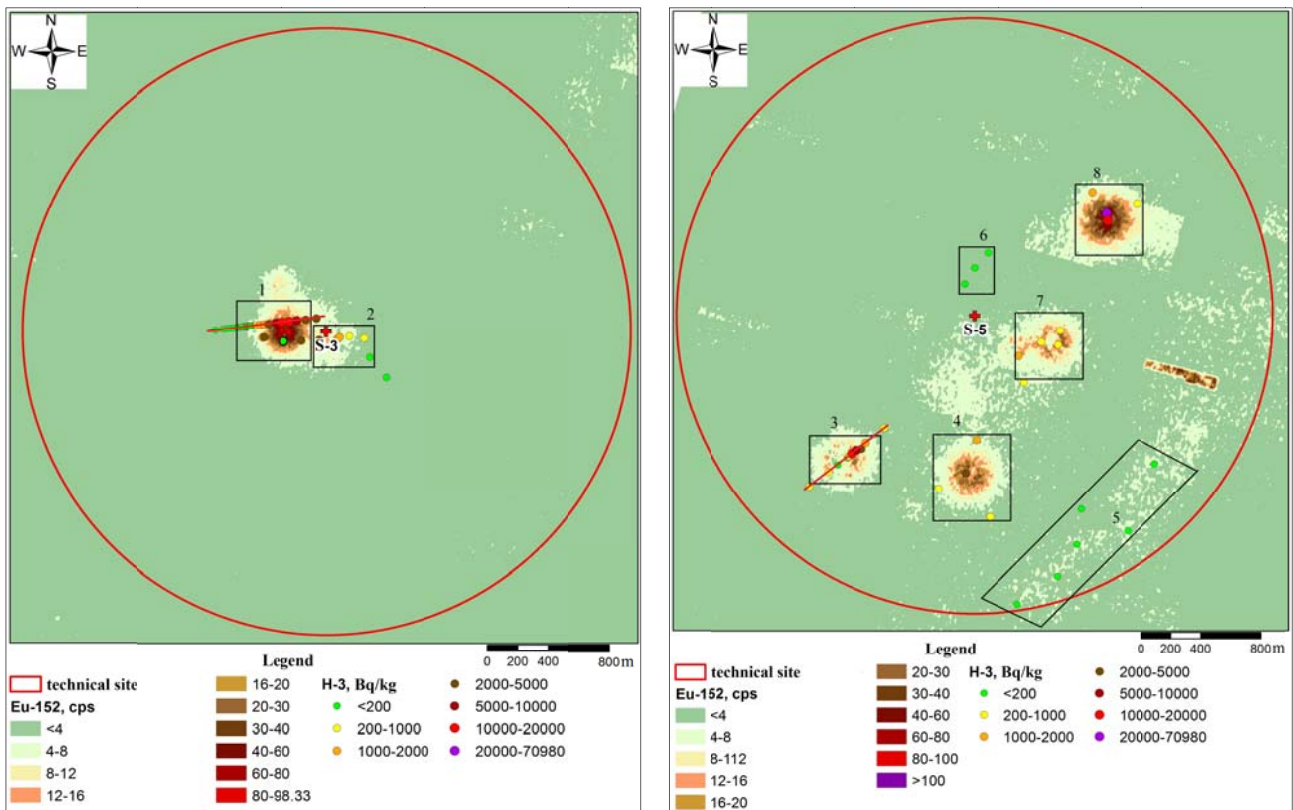 N
W E
S
1
2
S-3
Legend
0 200 400 800 m
technical site
Eu-152, cps
<4
4-8
8-12
12-16
16-20
20-30
30-40
40-60
60-80
80-98.33
H-3, Bq/kg
<200
200-1000
1000-2000
2000-5000
5000-10000
10000-20000
20000-70980
N
W E
S
8
6
S-5
7
3
4
5
Legend
0 200 400 800 m
technical site
Eu-152, cps
<4
4-8
8-112
12-16
16-20
20-30
30-40
40-60
60-80
80-100
>100
H-3, Bq/kg
<200
200-1000
1000-2000
2000-5000
5000-10000
10000-20000
20000-70980